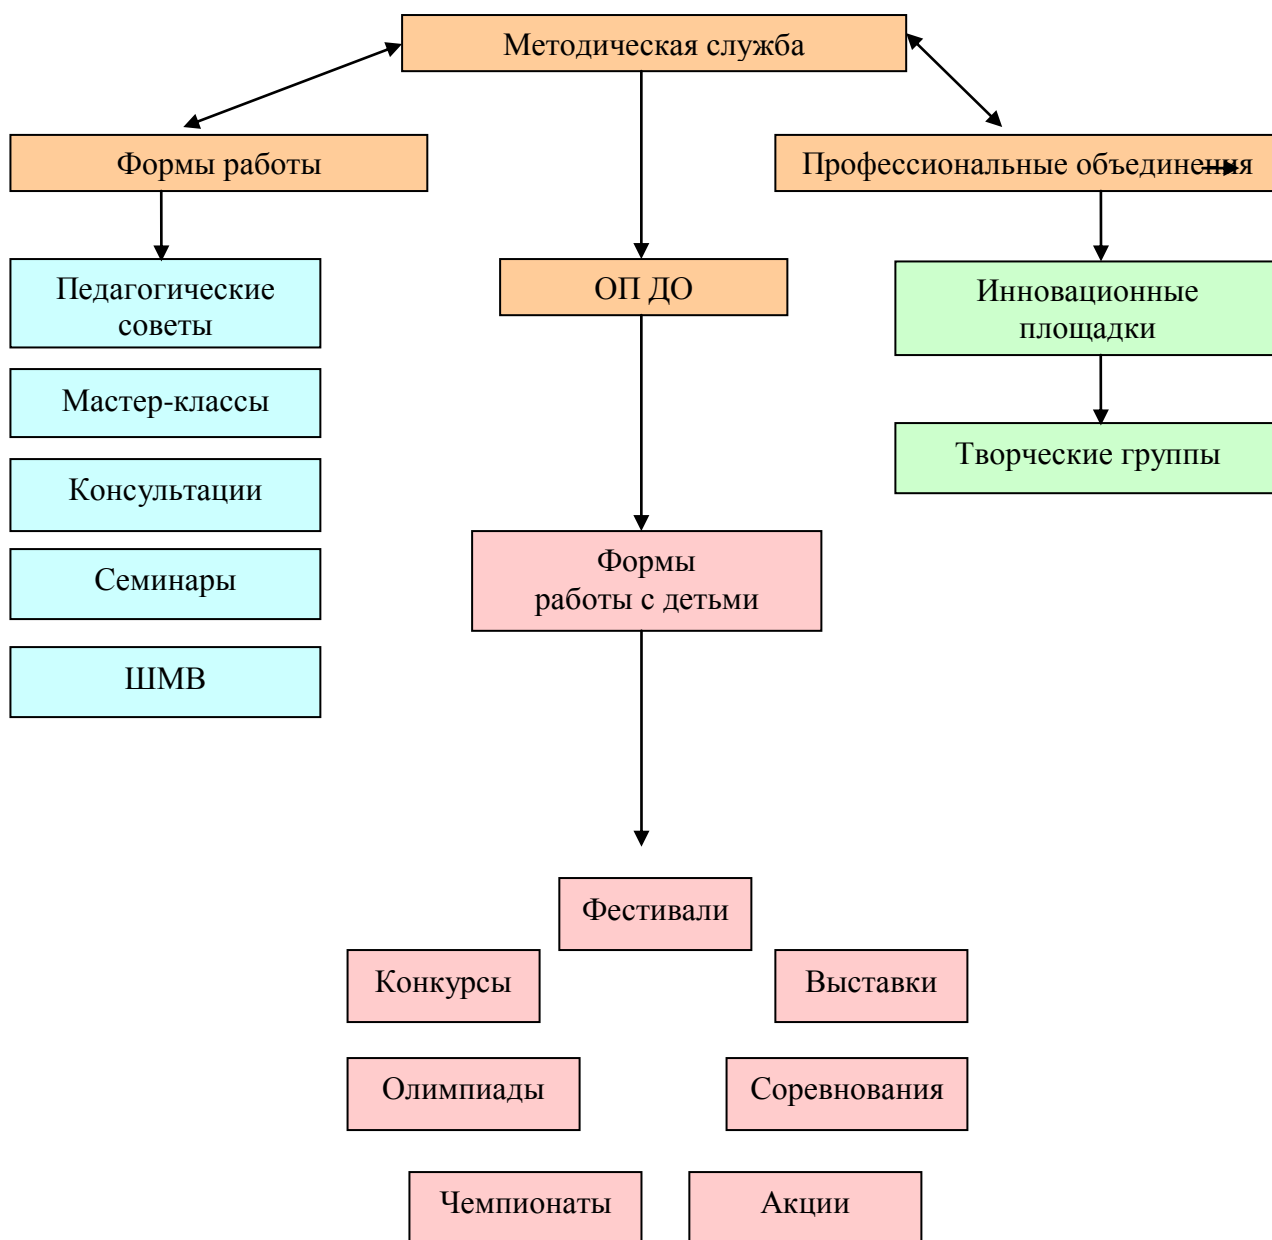 Методическая служба
Формы работы
Профессиональные объединения
Педагогические
советы
ОП ДО
Инновационные
площадки
Мастер-классы
Творческие группы
Консультации
Формы
работы с детьми
Семинары
ШМВ
Фестивали
Конкурсы
Выставки
Олимпиады
Соревнования
Чемпионаты
Акции